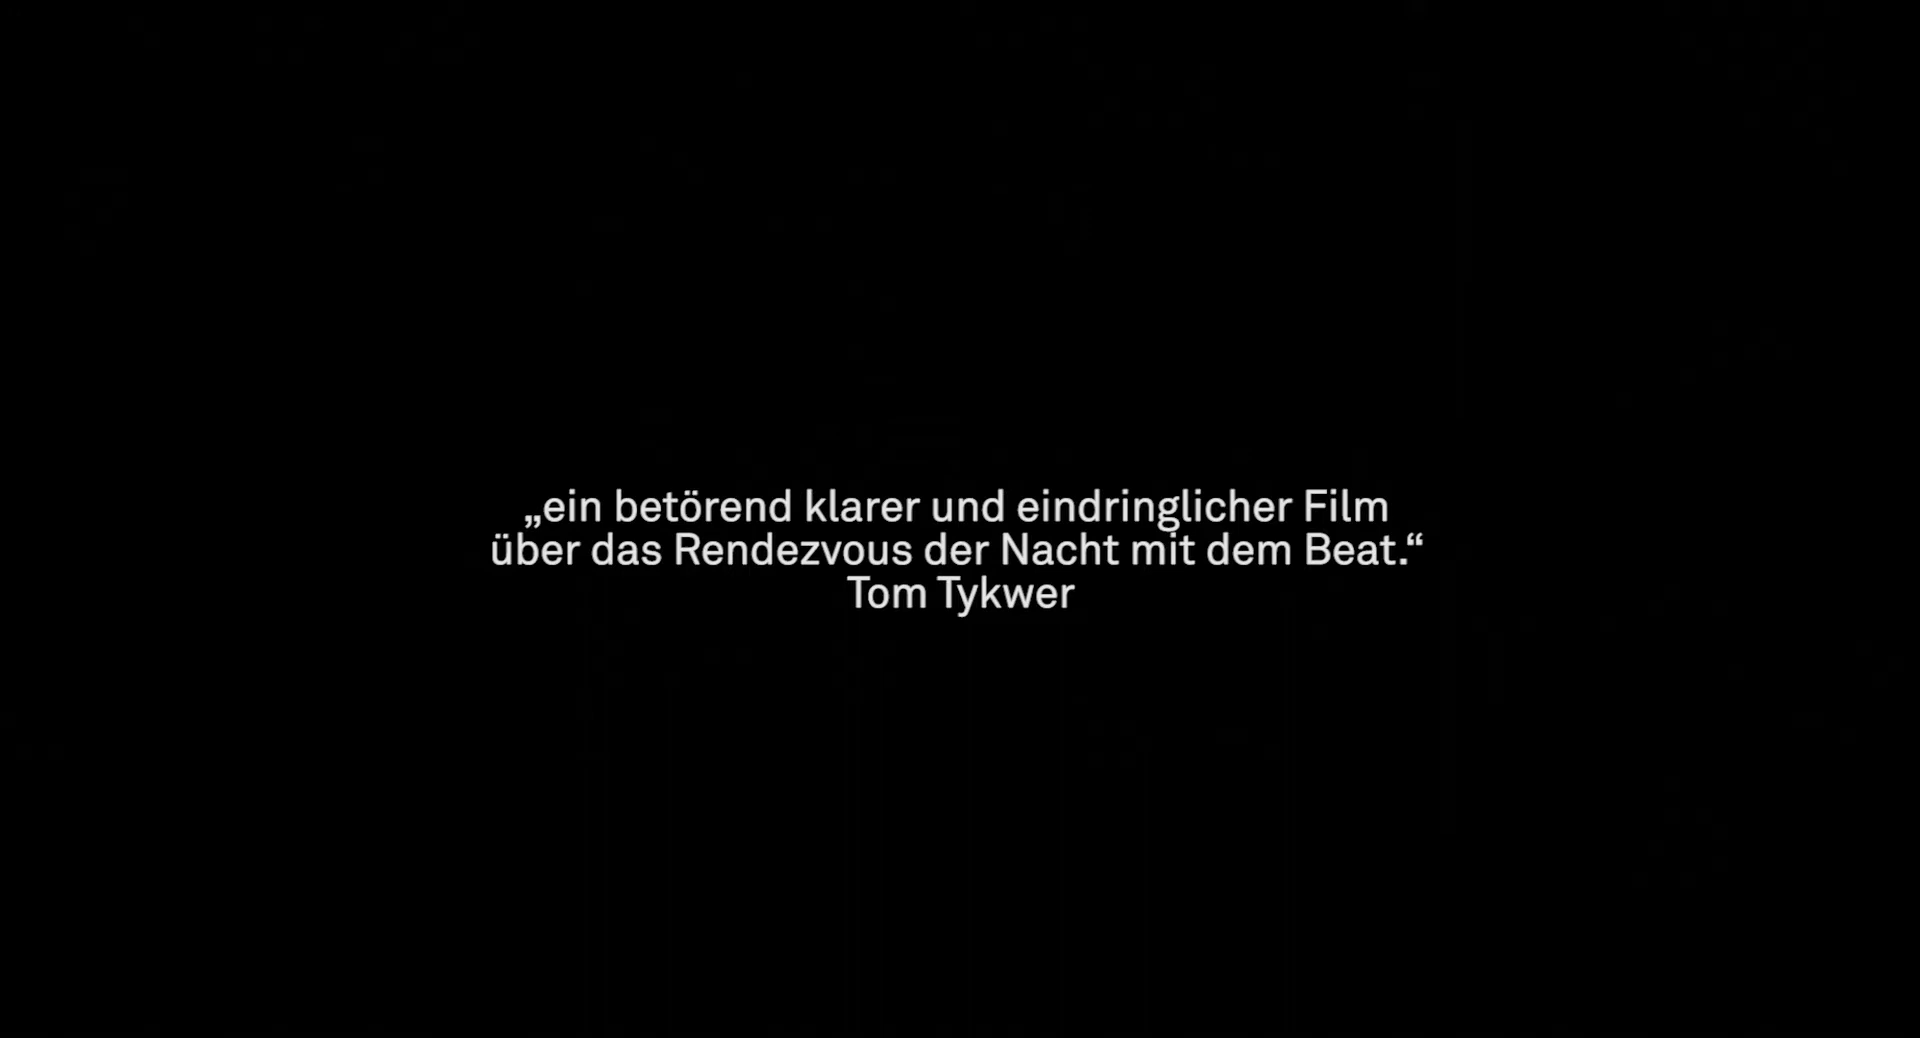 „ein betörend klarer und eindringlicher Film
über das Rendezvous der Nacht mit dem Beat.“
Tom Tykwer